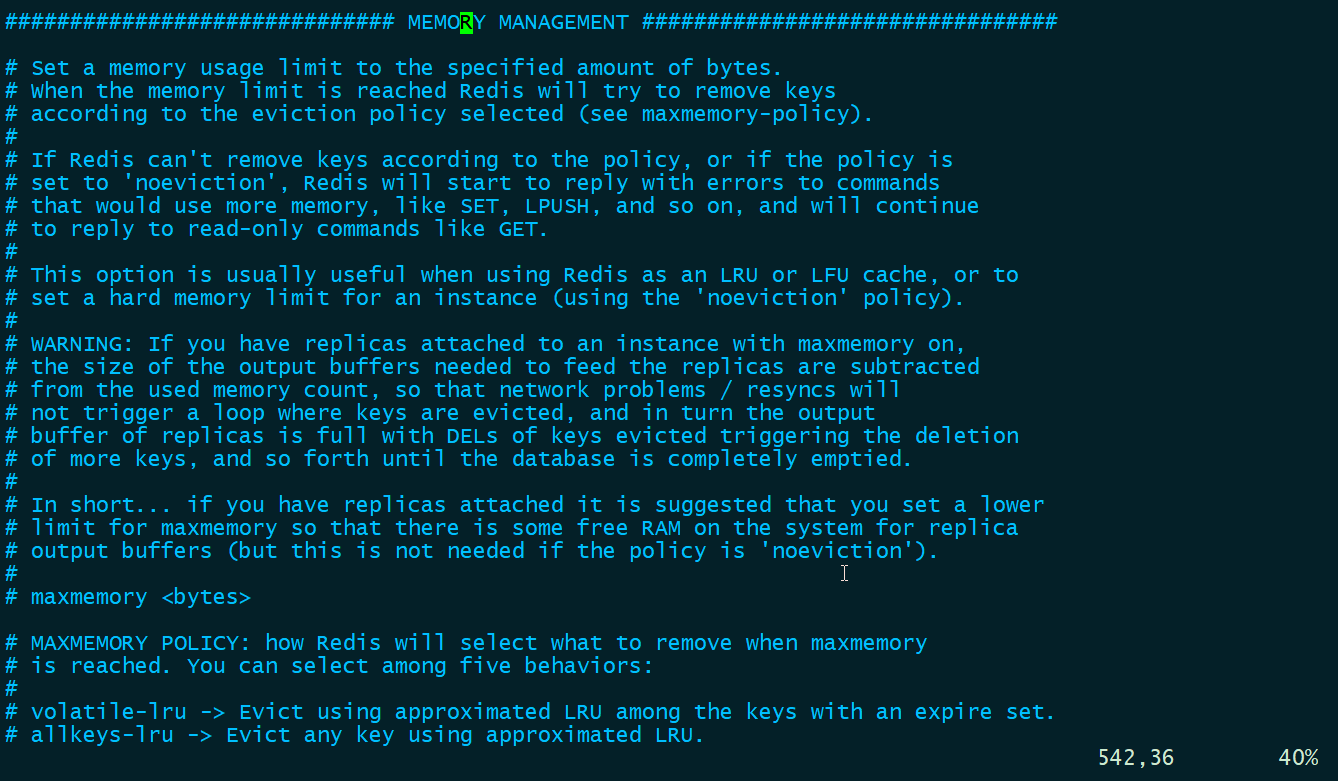 ############################## MEMORY MANAGEMENT ################################

# Set a memory usage limit to the specified amount of bytes.
# When the memory limit is reached Redis will try to remove keys
# according to the eviction policy selected (see maxmemory-policy).
#
# If Redis can't remove keys according to the policy, or if the policy is
# set to 'noeviction', Redis will start to reply with errors to commands
# that would use more memory, like SET, LPUSH, and so on, and will continue
# to reply to read-only commands like GET.
#
# This option is usually useful when using Redis as an LRU or LFU cache, or to
# set a hard memory limit for an instance (using the 'noeviction' policy).
#
# WARNING: If you have replicas attached to an instance with maxmemory on,
# the size of the output buffers needed to feed the replicas are subtracted
# from the used memory count, so that network problems / resyncs will
# not trigger a loop where keys are evicted, and in turn the output
# buffer of replicas is full with DELs of keys evicted triggering the deletion
# of more keys, and so forth until the database is completely emptied.
#
# In short... if you have replicas attached it is suggested that you set a lower
# limit for maxmemory so that there is some free RAM on the system for replica
# output buffers (but this is not needed if the policy is 'noeviction').
#
# maxmemory <bytes>

# MAXMEMORY POLICY: how Redis will select what to remove when maxmemory
# is reached. You can select among five behaviors:
#
# volatile-lru -> Evict using approximated LRU among the keys with an expire set.
# allkeys-lru -> Evict any key using approximated LRU.
542,36 40%